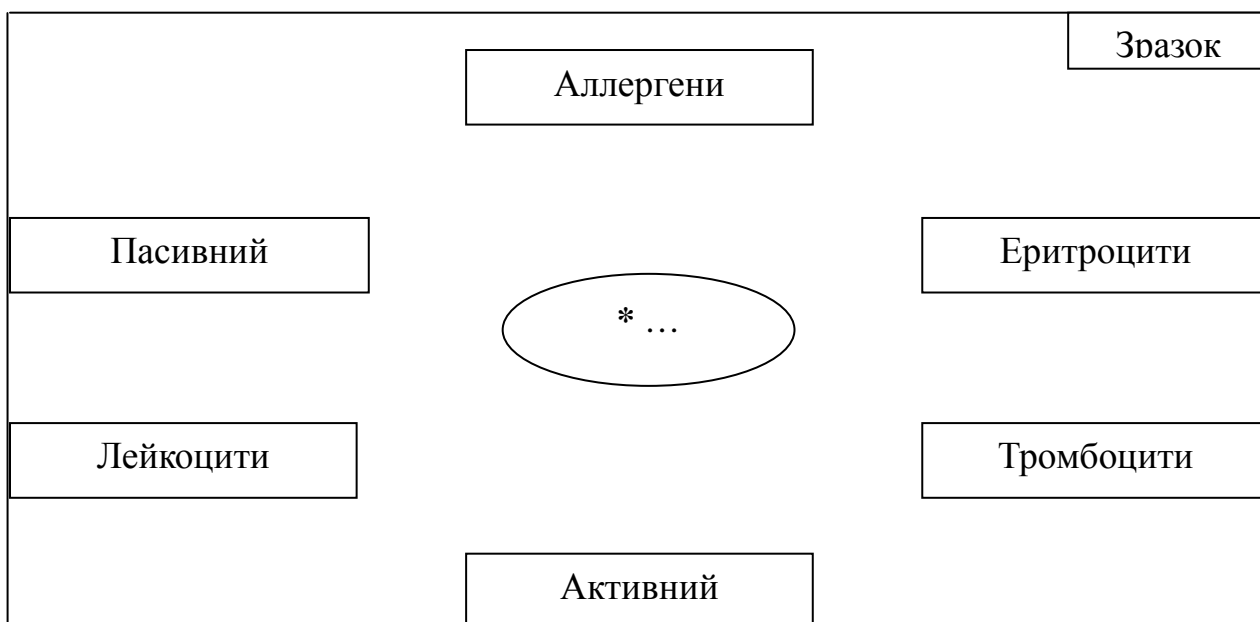 Зразок
Аллергени
Пасивний
Еритроцити
* …
Лейкоцити
Тромбоцити
Активний